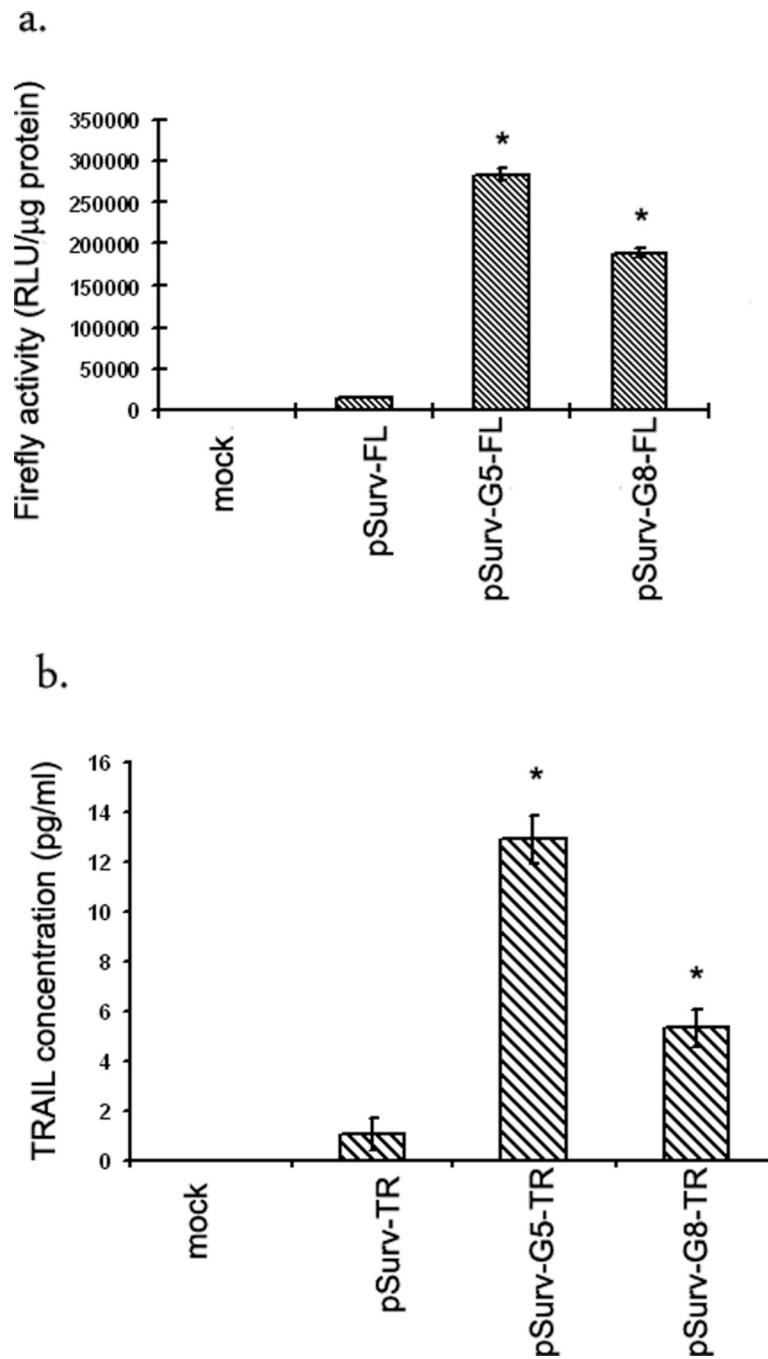 a.
Firefly activity (RLU/μg protein)
350000
300000
250000
200000
150000
100000
50000
0
*
*
mock
pSurv-FL
pSurv-G5-FL
pSurv-G8-FL
b.
TRAIL concentration (pg/ml)
16
14
12
10
8
6
4
2
0
*
*
mock
pSurv-TR
pSurv-G5-TR
pSurv-G8-TR